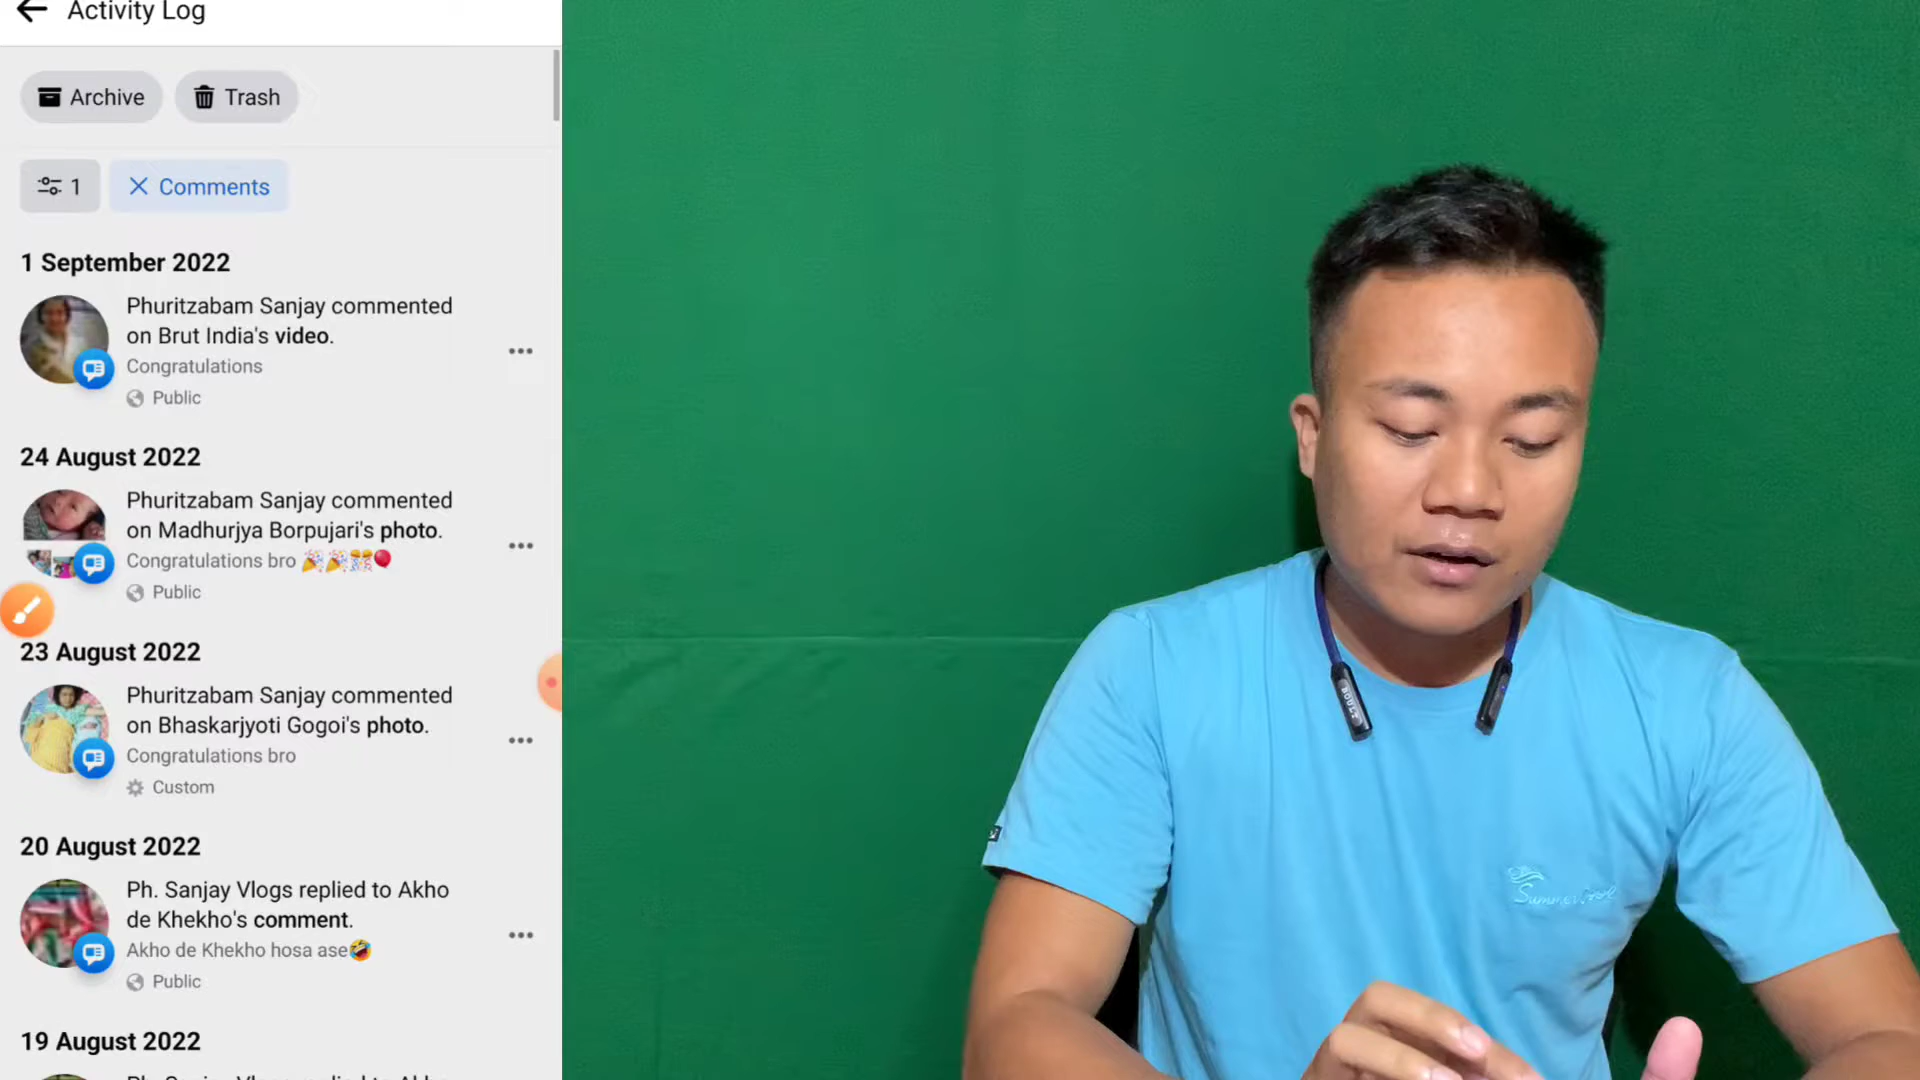 Activity Log
Archive
Trash
1
Comments
1 September 2022
Phuritzabam Sanjay commented
on Brut India's video.
Congratulations
Public
24 August 2022
Phuritzabam Sanjay commented
on Madhurjya Borpujari's photo.
Congratulations bro 🎉🎉🎊🎈
Public
23 August 2022
Phuritzabam Sanjay commented
on Bhaskarjyoti Gogoi's photo.
Congratulations bro
Custom
20 August 2022
Ph. Sanjay Vlogs replied to Akho
de Khekho's comment.
Akho de Khekho hosa ase🤣
Public
19 August 2022
BOULT